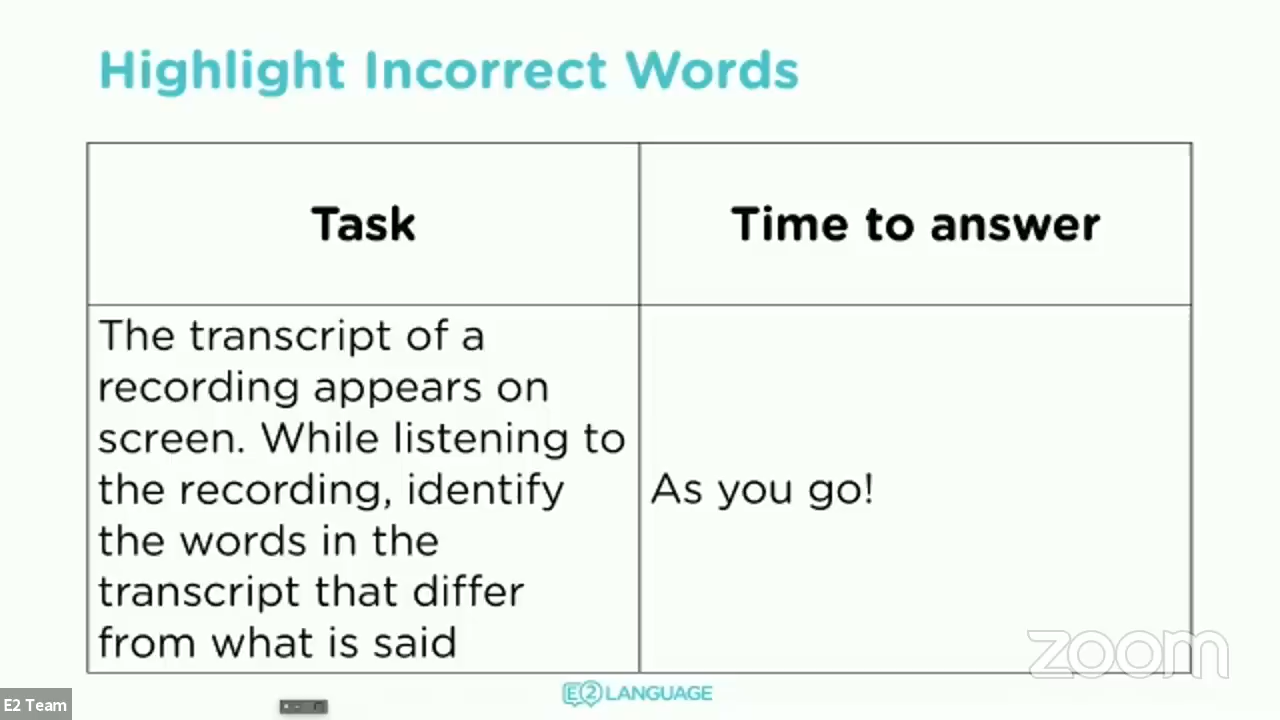 Highlight Incorrect Words
Task
Time to answer
The transcript of a
recording appears on
screen. While listening to
the recording, identify
the words in the
transcript that differ
from what is said
As you go!
zoom
E2 LANGUAGE
E2 Team